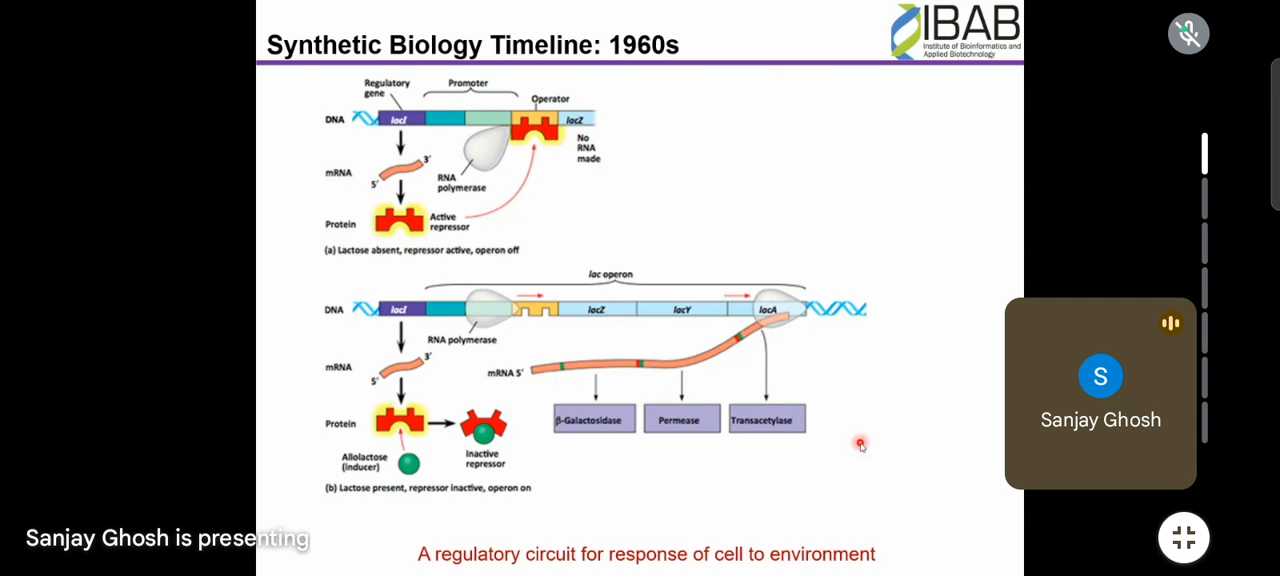 Synthetic Biology Timeline: 1960s
IBAB
Institute of Bioinformatics and
Applied Biotechnology
Regulatory
gene
Promoter
Operator
DNA
lacI
lacZ
No
RNA
made
mRNA
5'
3'
RNA
polymerase
Protein
Active
repressor
(a) Lactose absent, repressor active, operon off
lac operon
DNA
lacI
lacZ
lacY
lacA
RNA polymerase
mRNA
5'
3'
mRNA 5'
Protein
β-Galactosidase
Permease
Transacetylase
Allolactose
(inducer)
Inactive
repressor
(b) Lactose present, repressor inactive, operon on
A regulatory circuit for response of cell to environment
S
Sanjay Ghosh
Sanjay Ghosh is presenting